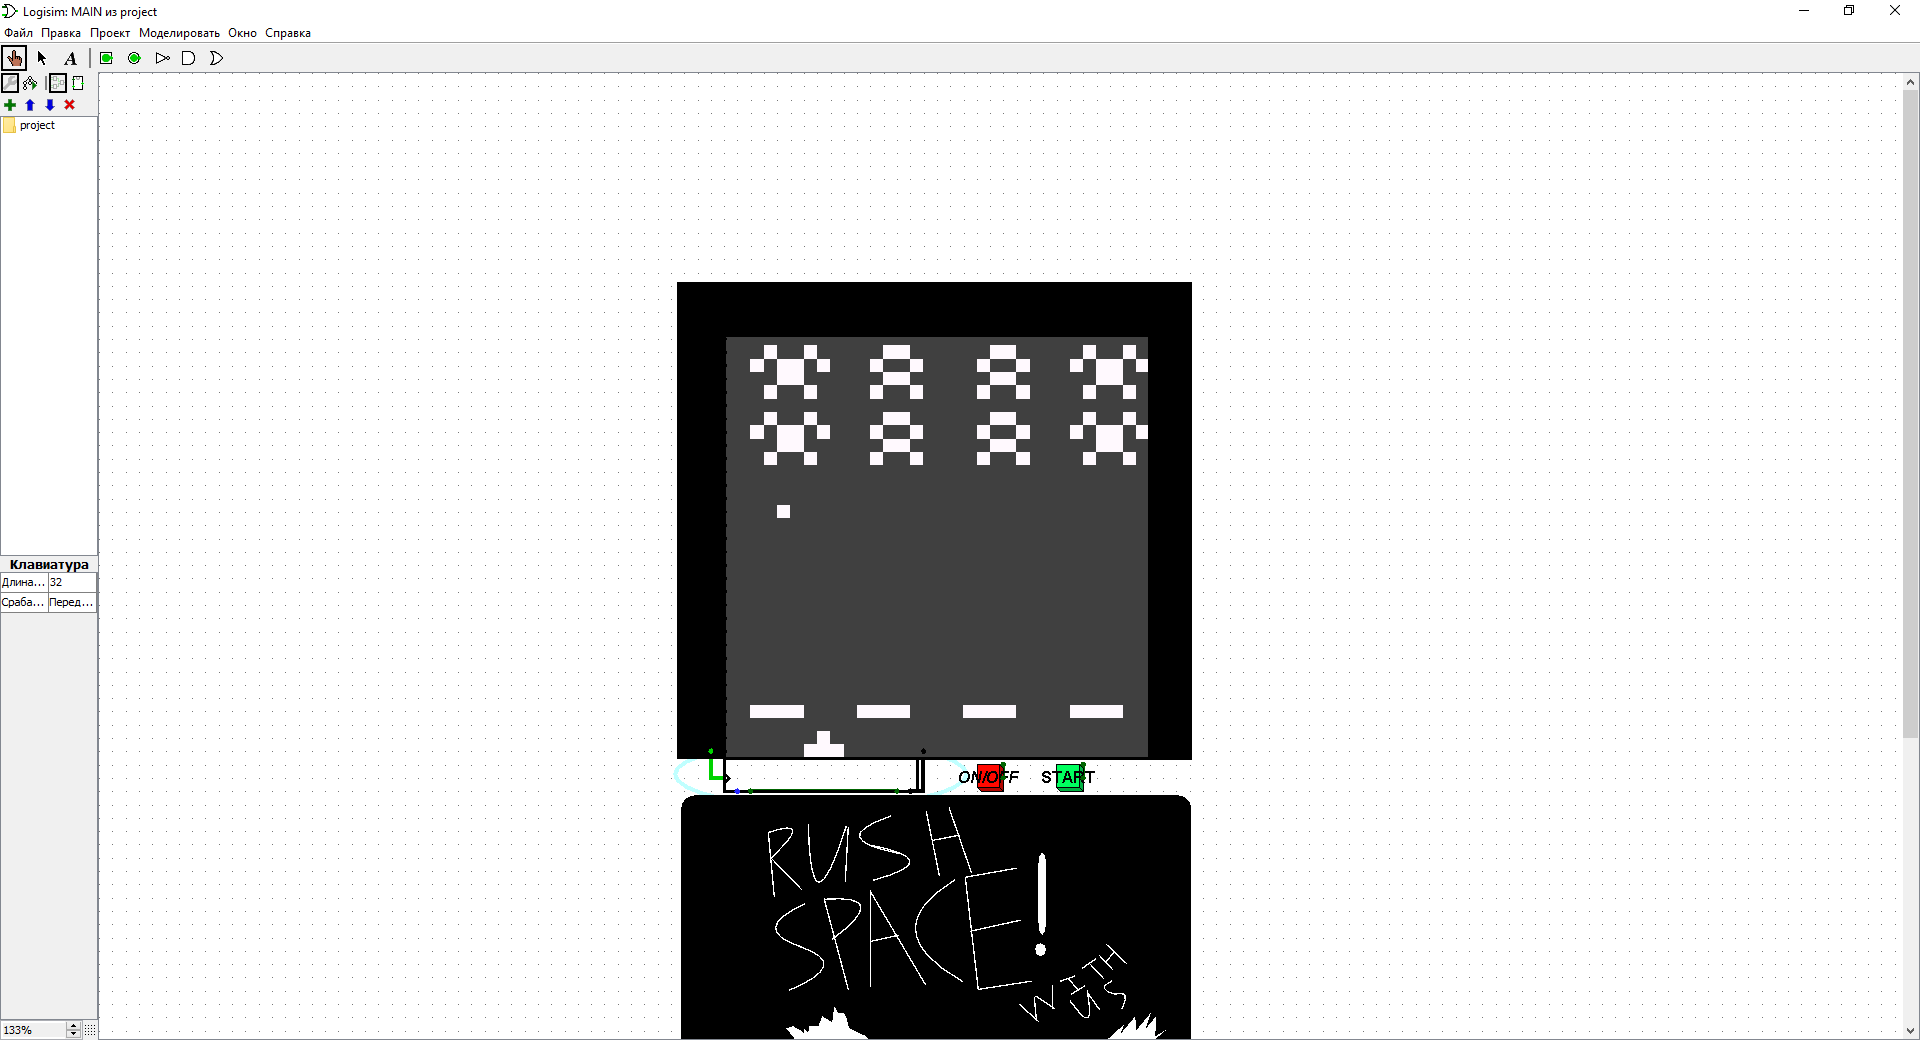 Logisim: MAIN из project
Файл Правка Проект Моделировать Окно Справка
A
project
Клавиатура
Длина... 32
Сраба... Перед...
133%
ON/OFF START
RUSH
SPACE!
WITH
US